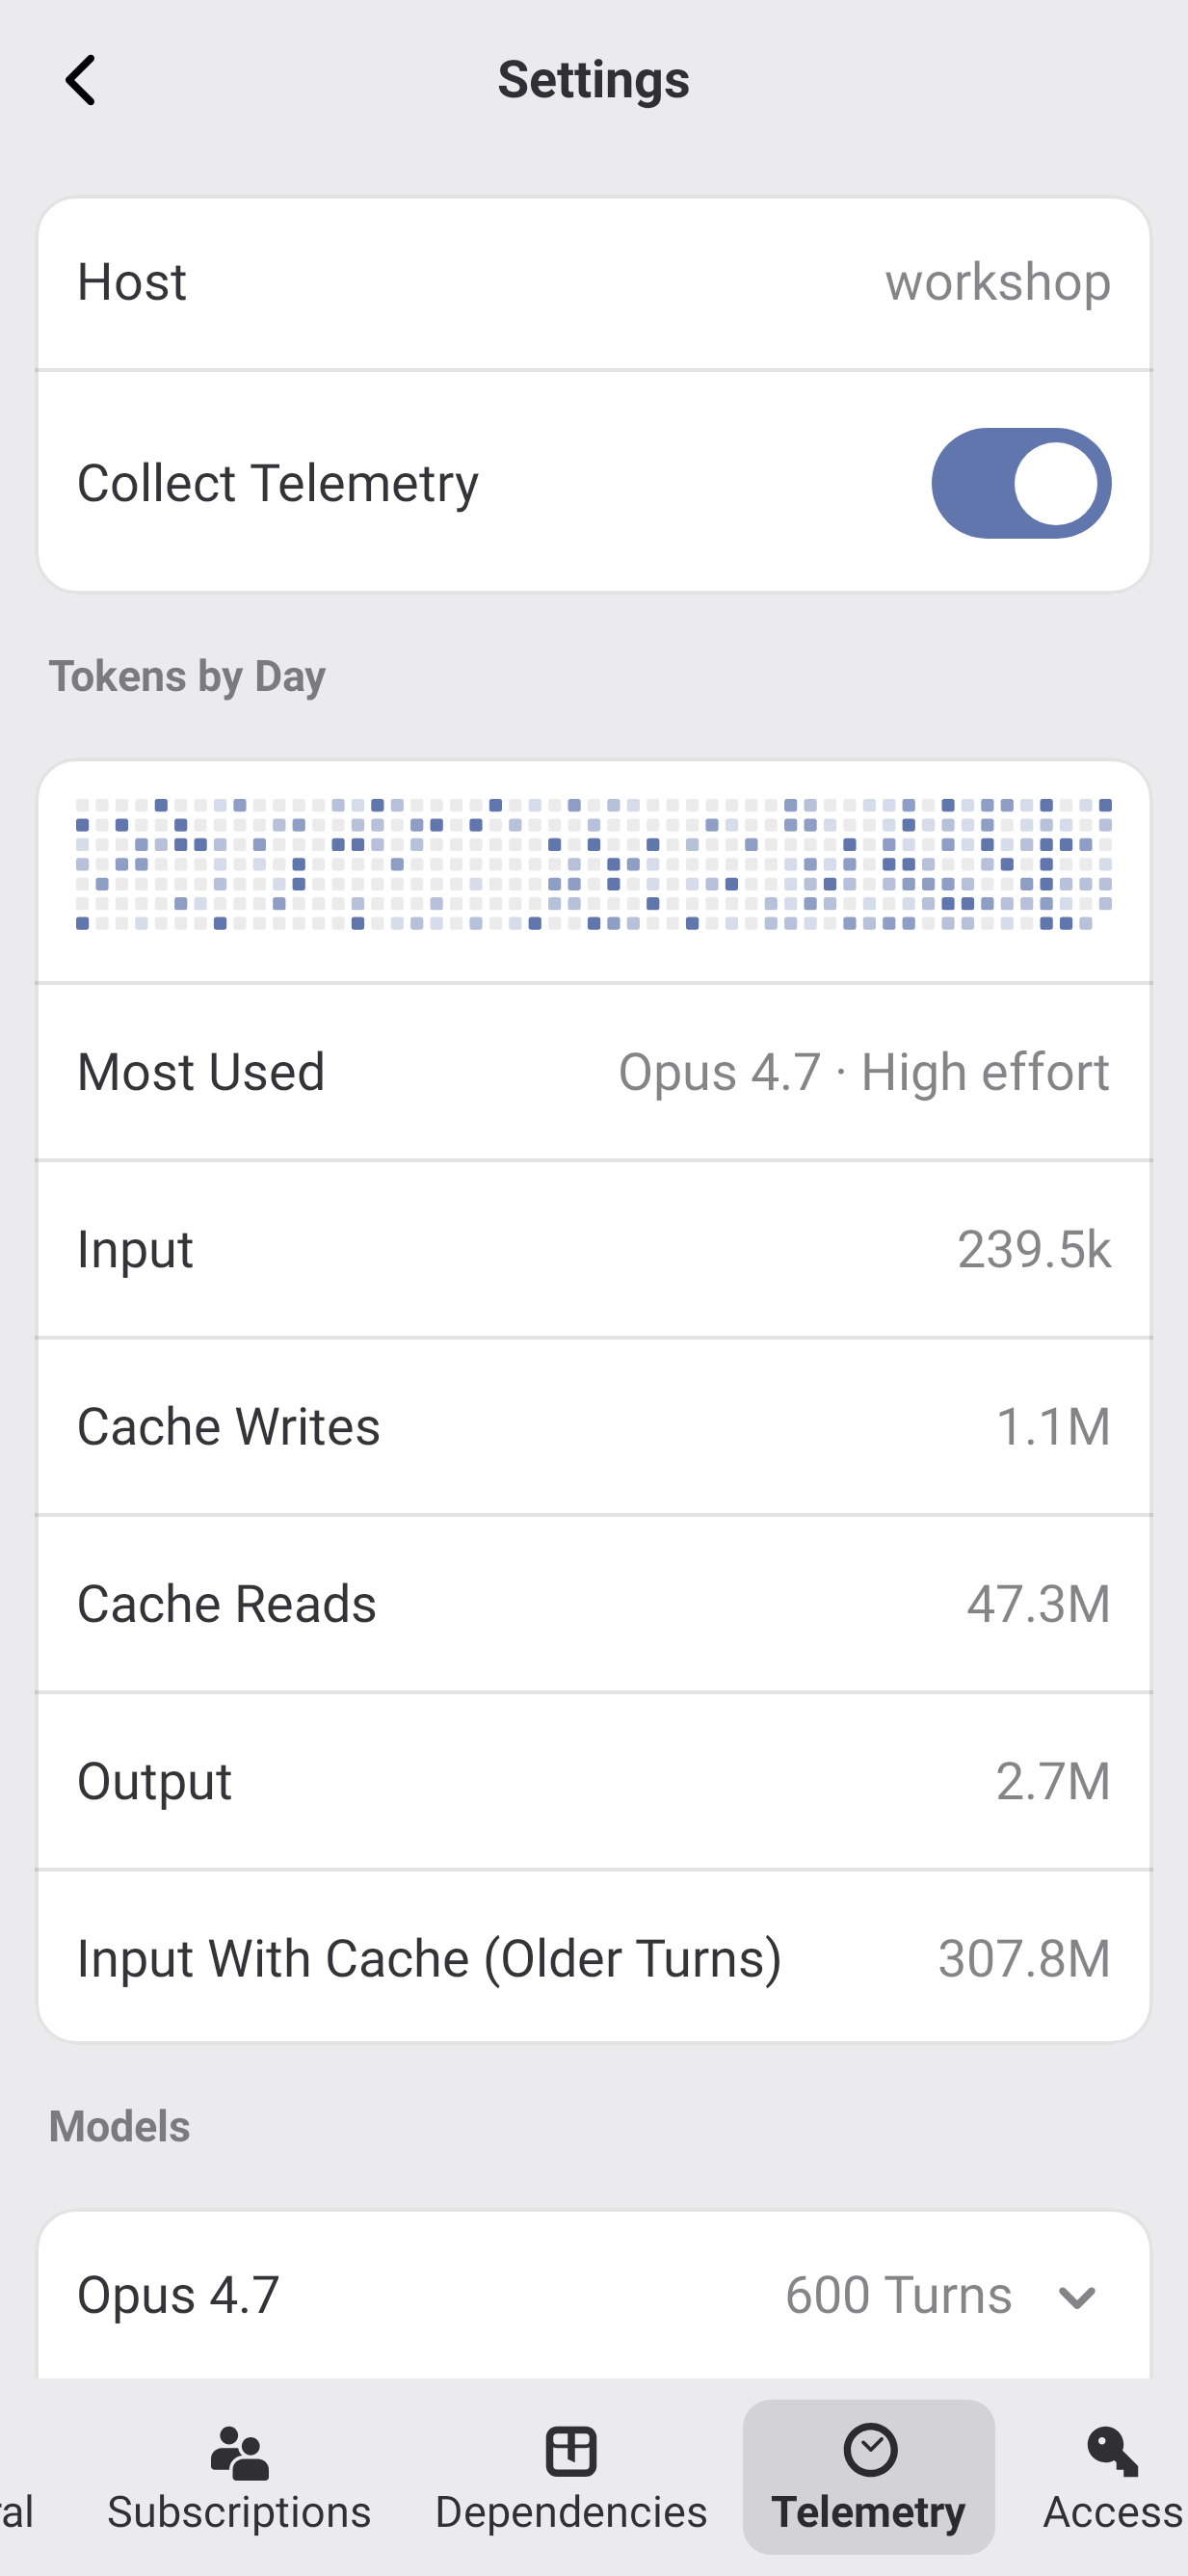 Settings
Host workshop
Collect Telemetry
Tokens by Day
Most Used Opus 4.7 · High effort
Input 239.5k
Cache Writes 1.1M
Cache Reads 47.3M
Output 2.7M
Input With Cache (Older Turns) 307.8M
Models
Opus 4.7 600 Turns
al Subscriptions Dependencies Telemetry Access